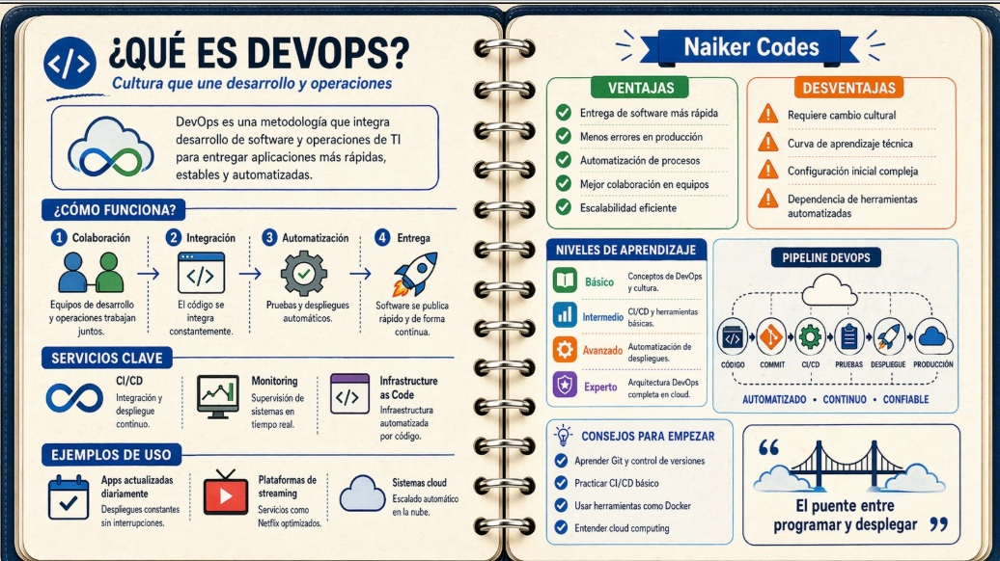 </>
¿QUÉ ES DEVOPS?
Cultura que une desarrollo y operaciones
DevOps es una metodología que integra
desarrollo de software y operaciones de TI
para entregar aplicaciones más rápidas,
estables y automatizadas.
¿CÓMO FUNCIONA?
1 Colaboración
Equipos de desarrollo
y operaciones trabajan
juntos.
2 Integración
</>
El código se
integra
constantemente.
3 Automatización
Pruebas y despliegues
automáticos.
4 Entrega
Software se publica
rápido y de forma
continua.
SERVICIOS CLAVE
CI/CD
Integración y
despliegue
continuo.
Monitoring
Supervisión de
sistemas en
tiempo real.
</>
Infrastructure
as Code
Infraestructura
automatizada
por código.
EJEMPLOS DE USO
Apps actualizadas
diariamente
Despliegues constantes
sin interrupciones.
Plataformas de
streaming
Servicios como
Netflix optimizados.
Sistemas cloud
Escalado automático
en la nube.
Naiker Codes
VENTAJAS
Entrega de software más rápida
Menos errores en producción
Automatización de procesos
Mejor colaboración en equipos
Escalabilidad eficiente
DESVENTAJAS
Requiere cambio cultural
Curva de aprendizaje técnica
Configuración inicial compleja
Dependencia de herramientas
automatizadas
NIVELES DE APRENDIZAJE
Básico
Conceptos de DevOps
y cultura.
Intermedio
CI/CD y herramientas
básicas.
Avanzado
Automatización de
despliegues.
Experto
Arquitectura DevOps
completa en cloud.
PIPELINE DEVOPS
</>
CÓDIGO COMMIT CI/CD PRUEBAS DESPLIEGUE PRODUCCIÓN
AUTOMATIZADO • CONTINUO • CONFIABLE
CONSEJOS PARA EMPEZAR
Aprender Git y control de versiones
Practicar CI/CD básico
Usar herramientas como Docker
Entender cloud computing
“El puente entre
programar y desplegar”